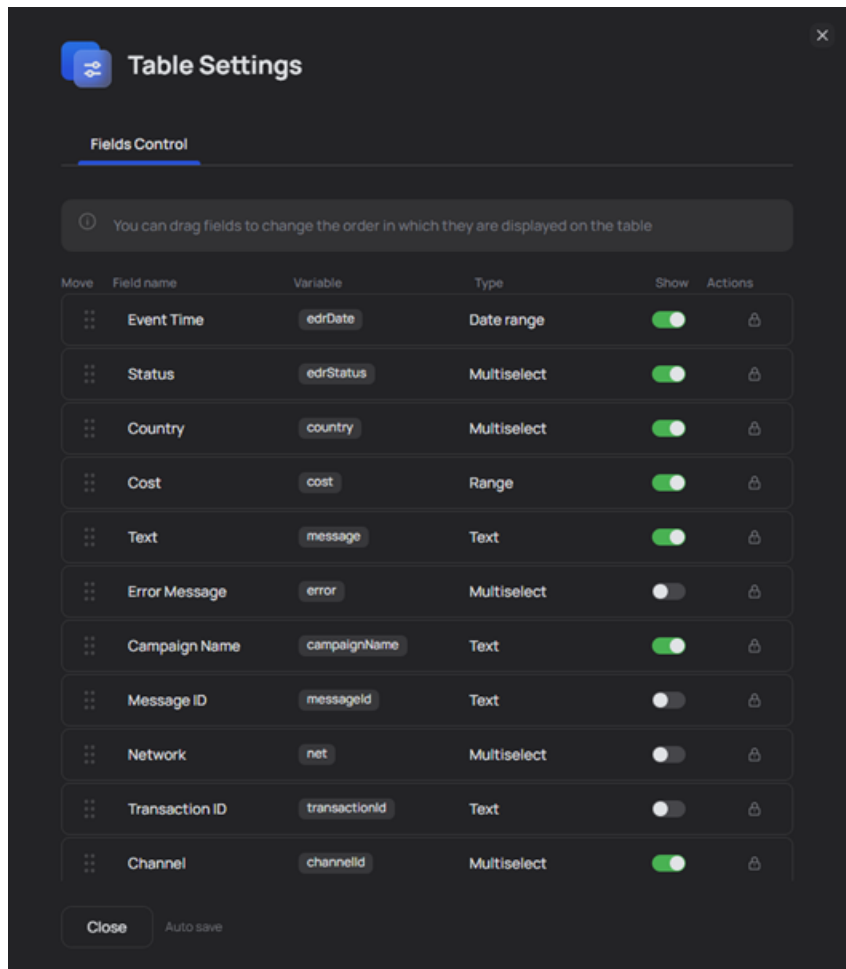 Table Settings
Fields Control
You can drag fields to change the order in which they are displayed on the table
Move Field name Variable Type Show Actions
Event Time edrDate Date range
Status edrStatus Multiselect
Country country Multiselect
Cost cost Range
Text message Text
Error Message error Multiselect
Campaign Name campaignName Text
Message ID messageId Text
Network net Multiselect
Transaction ID transactionId Text
Channel channelId Multiselect
Close Auto save